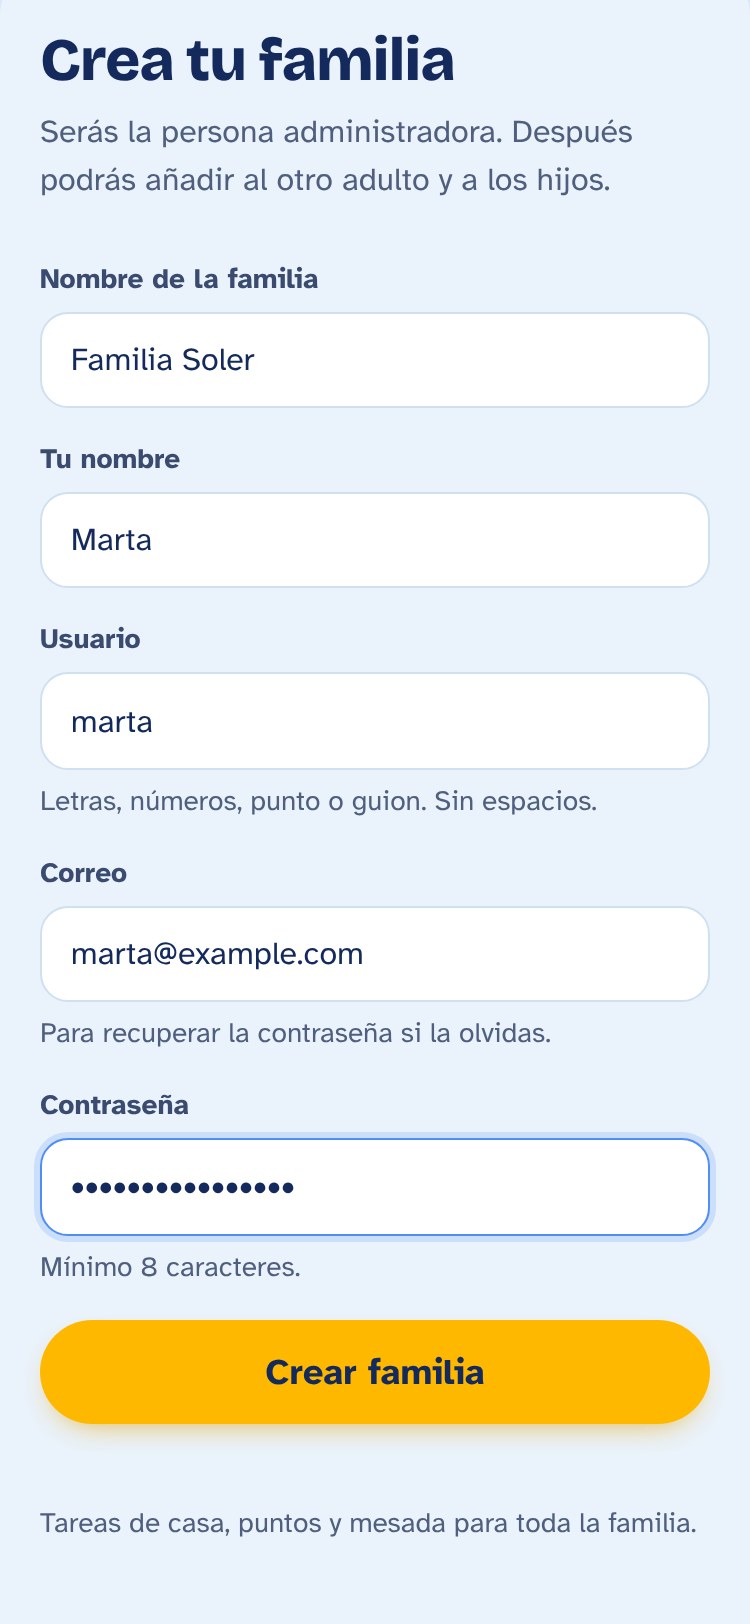 Crea tu familia
Serás la persona administradora. Después
podrás añadir al otro adulto y a los hijos.
Nombre de la familia
Familia Soler
Tu nombre
Marta
Usuario
marta
Letras, números, punto o guion. Sin espacios.
Correo
marta@example.com
Para recuperar la contraseña si la olvidas.
Contraseña
••••••••••••••••
Mínimo 8 caracteres.
Crear familia
Tareas de casa, puntos y mesada para toda la familia.